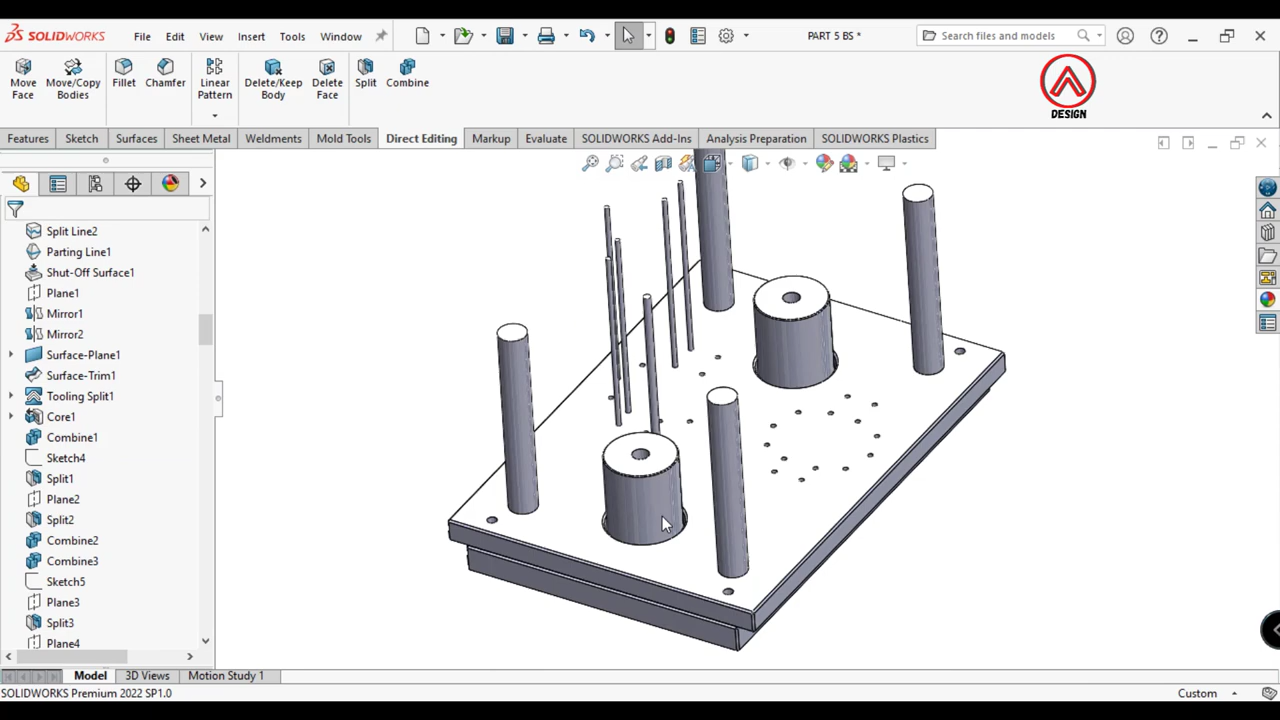 SOLIDWORKS File Edit View Insert Tools Window PART 5 BS * Search files and models
Move Face Move/Copy Bodies Fillet Chamfer Linear Pattern Delete/Keep Body Delete Face Split Combine
DESIGN
Features Sketch Surfaces Sheet Metal Weldments Mold Tools Direct Editing Markup Evaluate SOLIDWORKS Add-Ins Analysis Preparation SOLIDWORKS Plastics
Split Line2
Parting Line1
Shut-Off Surface1
Plane1
Mirror1
Mirror2
Surface-Plane1
Surface-Trim1
Tooling Split1
Core1
Combine1
Sketch4
Split1
Plane2
Split2
Combine2
Combine3
Sketch5
Plane3
Split3
Plane4
Model 3D Views Motion Study 1
SOLIDWORKS Premium 2022 SP1.0 Custom